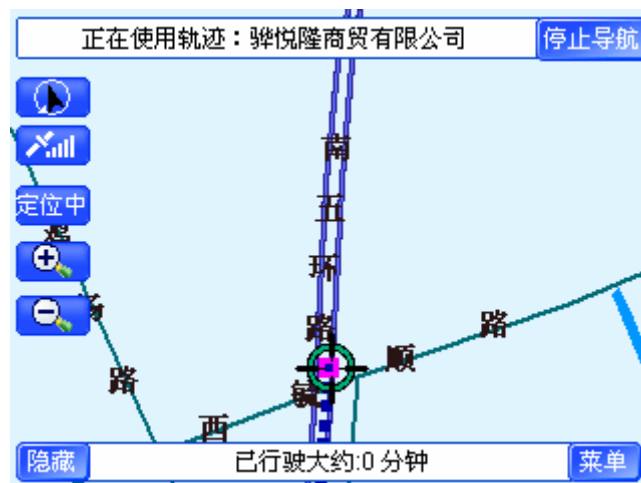 正在使用轨迹：骅悦隆商贸有限公司
停止导航
定位中
南五环路
西毓顺路
场路
隐藏
已行驶大约:0 分钟
菜单